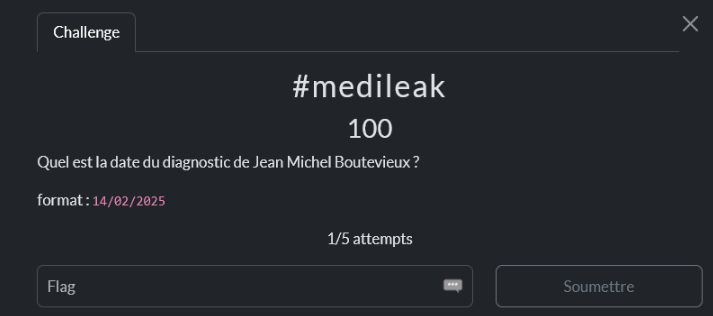 Challenge
#medileak
100
Quel est la date du diagnostic de Jean Michel Boutevieux ?
format : 14/02/2025
1/5 attempts
Flag
Soumettre